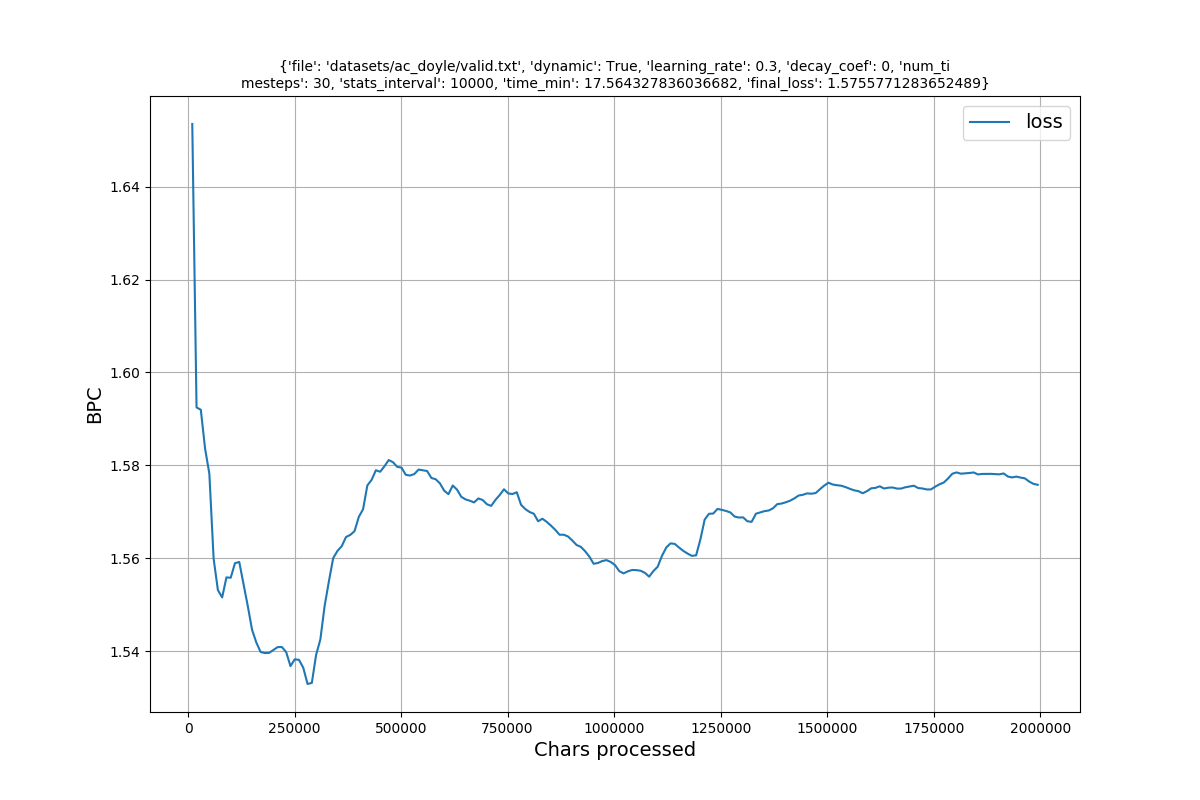 {'file': 'datasets/ac_doyle/valid.txt', 'dynamic': True, 'learning_rate': 0.3, 'decay_coef': 0, 'num_ti
mesteps': 30, 'stats_interval': 10000, 'time_min': 17.564327836036682, 'final_loss': 1.5755771283652489}
loss
1.64
1.62
1.60
1.58
1.56
1.54
BPC
0 250000 500000 750000 1000000 1250000 1500000 1750000 2000000
Chars processed